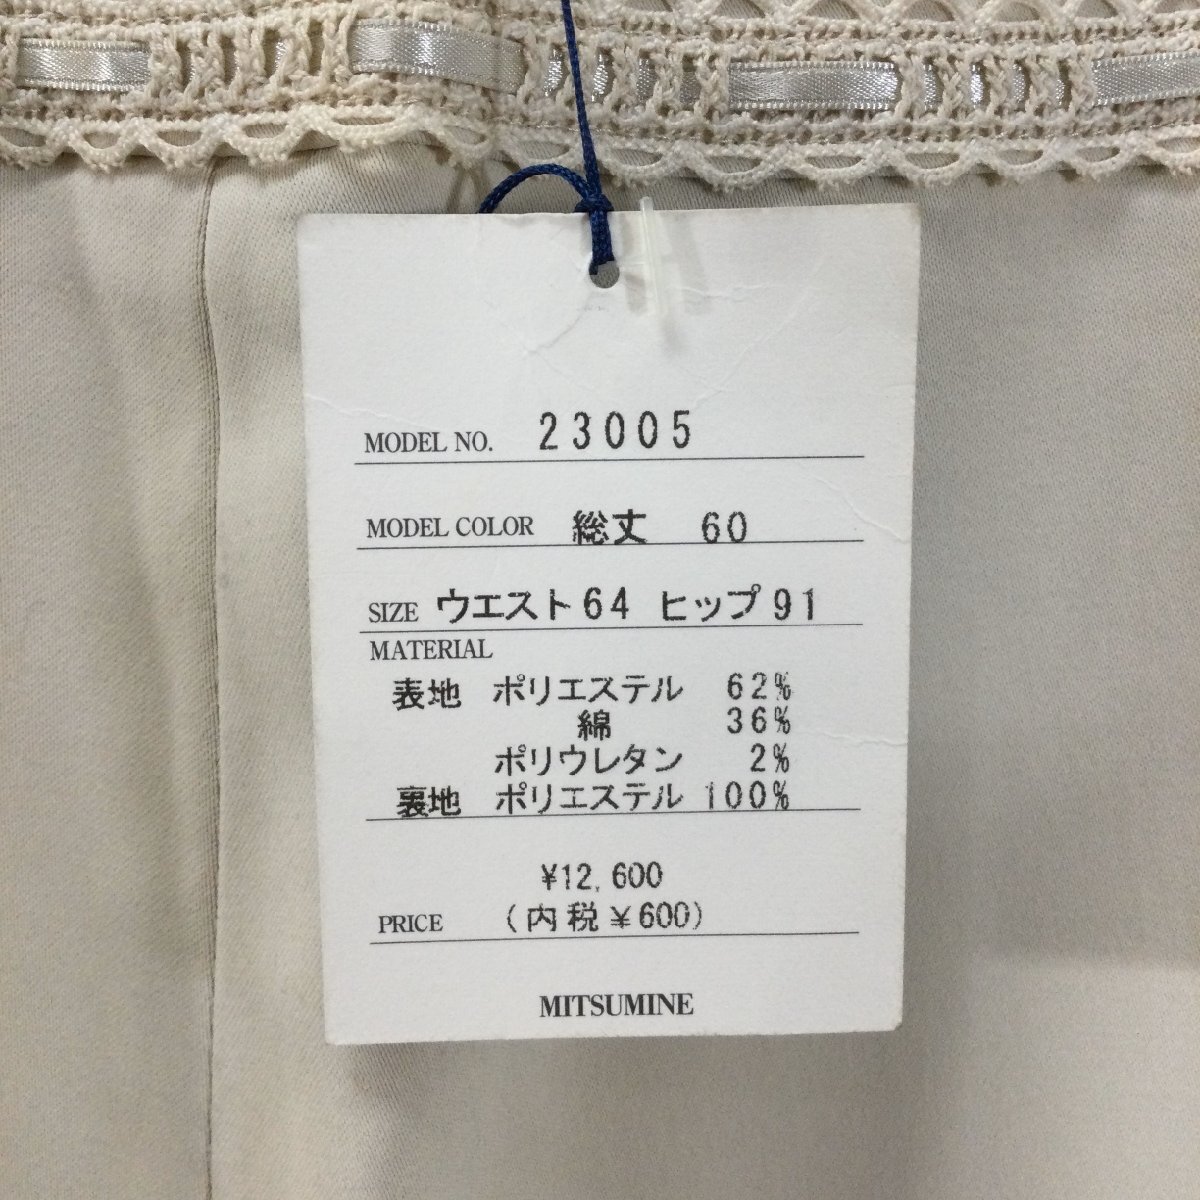 MODEL NO. 23005
MODEL COLOR 総丈 60
SIZE ウエスト64 ヒップ91
MATERIAL
表地 ポリエステル 62%
綿 36%
ポリウレタン 2%
裏地 ポリエステル 100%
¥12,600
PRICE (内税¥600)
MITSUMINE